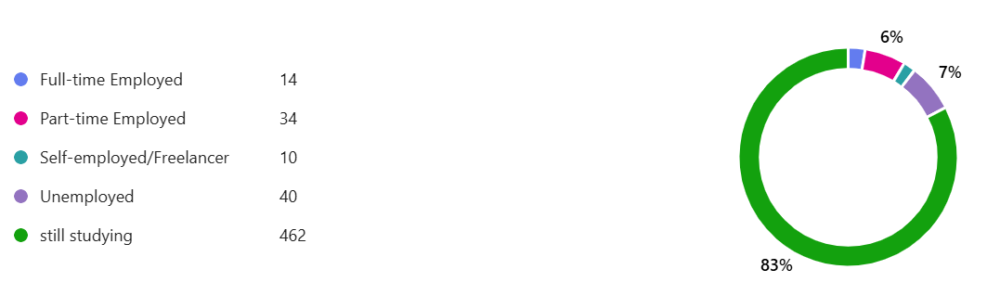 Full-time Employed 14
Part-time Employed 34
Self-employed/Freelancer 10
Unemployed 40
still studying 462
6%
7%
83%